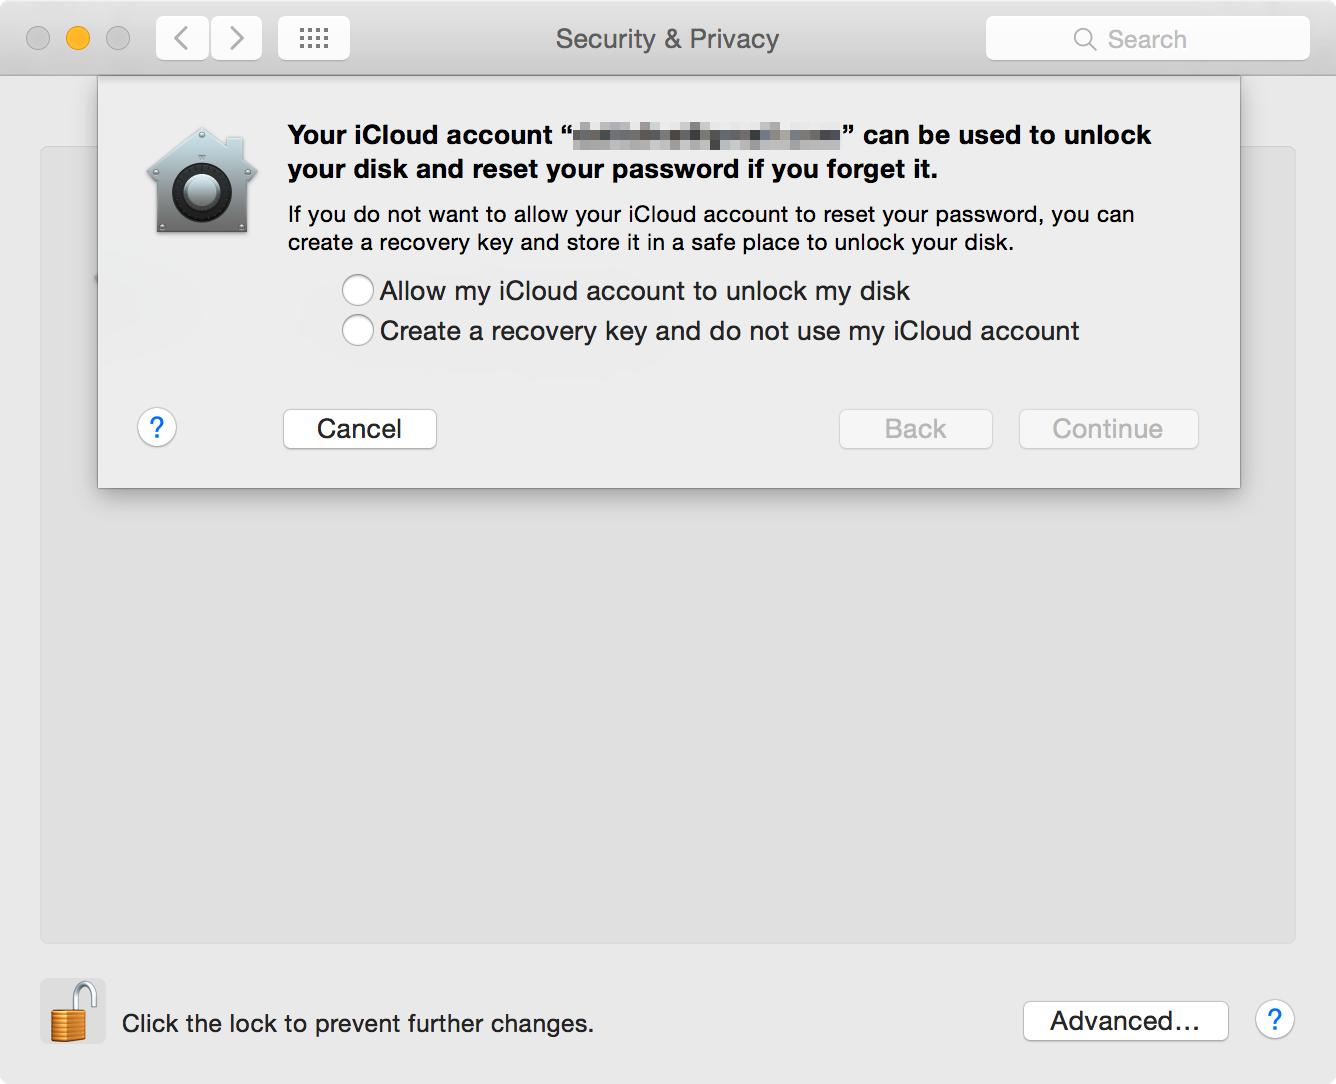 Security & Privacy
Search
Your iCloud account “ ” can be used to unlock
your disk and reset your password if you forget it.
If you do not want to allow your iCloud account to reset your password, you can
create a recovery key and store it in a safe place to unlock your disk.
Allow my iCloud account to unlock my disk
Create a recovery key and do not use my iCloud account
?
Cancel
Back
Continue
Click the lock to prevent further changes.
Advanced...
?